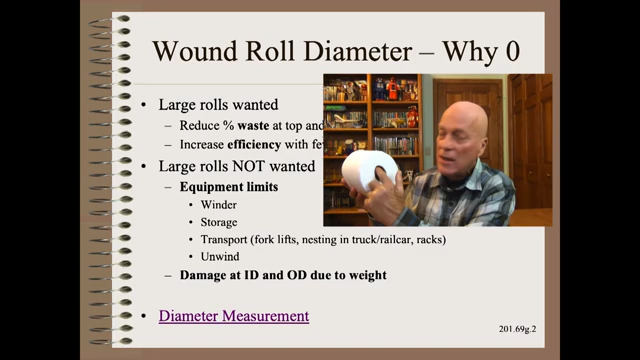 Wound Roll Diameter – Why 0
• Large rolls wanted
– Reduce % waste at top and
– Increase efficiency with
• Large rolls NOT wanted
– Equipment limits
• Winder
• Storage
• Transport (fork lifts, nesting in truck/railcar, racks)
• Unwind
– Damage at ID and OD due to weight
• Diameter Measurement
201.69g.2